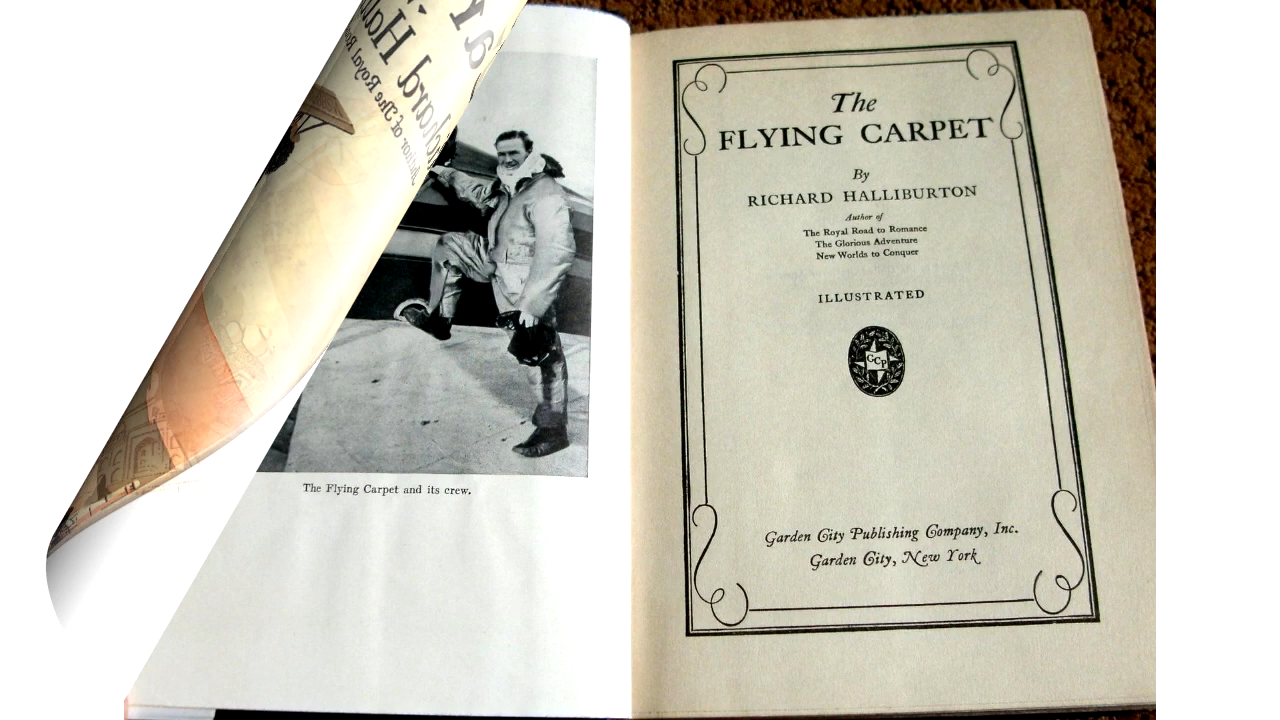 The Flying Carpet and its crew.
The
FLYING CARPET
By
RICHARD HALLIBURTON
Author of
The Royal Road to Romance
The Glorious Adventure
New Worlds to Conquer
ILLUSTRATED
GCP
Garden City Publishing Company, Inc.
Garden City, New York